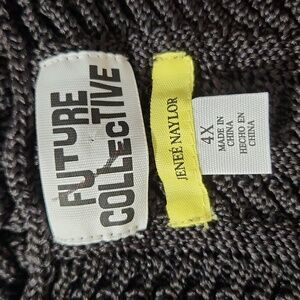 FUTURE
COLLECTIVE
JENEÉ NAYLOR
4X
MADE IN
CHINA
HECHO EN
CHINA